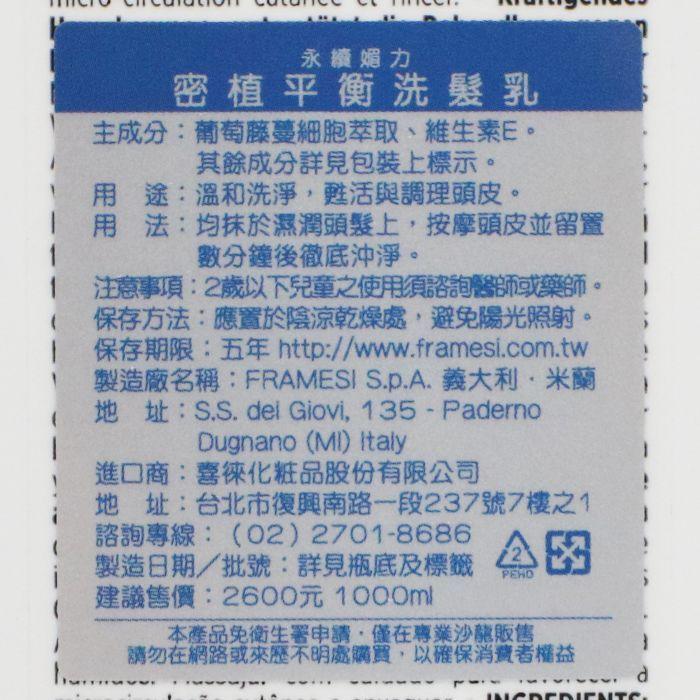 micro circulation cutanée et rincer. • Kräftigendes
永續媚力
密植平衡洗髮乳
主成分：葡萄藤蔓細胞萃取、維生素E。
其餘成分詳見包裝上標示。
用 途：溫和洗淨，甦活與調理頭皮。
用 法：均抹於濕潤頭髮上，按摩頭皮並留置
數分鐘後徹底沖淨。
注意事項：2歲以下兒童之使用須諮詢醫師或藥師。
保存方法：應置於陰涼乾燥處，避免陽光照射。
保存期限：五年 http://www.framesi.com.tw
製造廠名稱：FRAMESI S.p.A. 義大利．米蘭
地 址：S.S. dei Giovi, 135 - Paderno
Dugnano (MI) Italy
進口商：喜徠化粧品股份有限公司
地 址：台北市復興南路一段237號7樓之1
諮詢專線：（02）2701-8686
製造日期／批號：詳見瓶底及標籤
2
PEHD
建議售價：2600元 1000ml
本產品免衛生署申請，僅在專業沙龍販售
請勿在網路或來歷不明處購買，以確保消費者權益